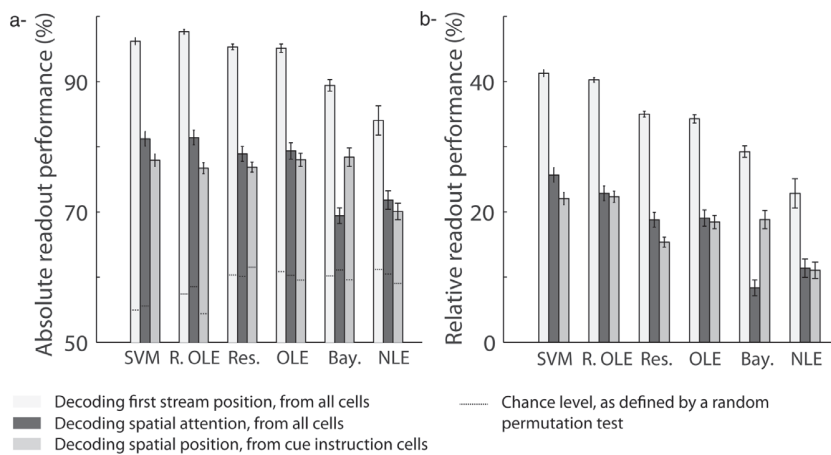 a-
Absolute readout performance (%)
90
70
50
SVM R. OLE Res. OLE Bay. NLE
b-
Relative readout performance (%)
40
20
0
SVM R. OLE Res. OLE Bay. NLE
Decoding first stream position, from all cells
Decoding spatial attention, from all cells
Decoding spatial position, from cue instruction cells
Chance level, as defined by a random
permutation test